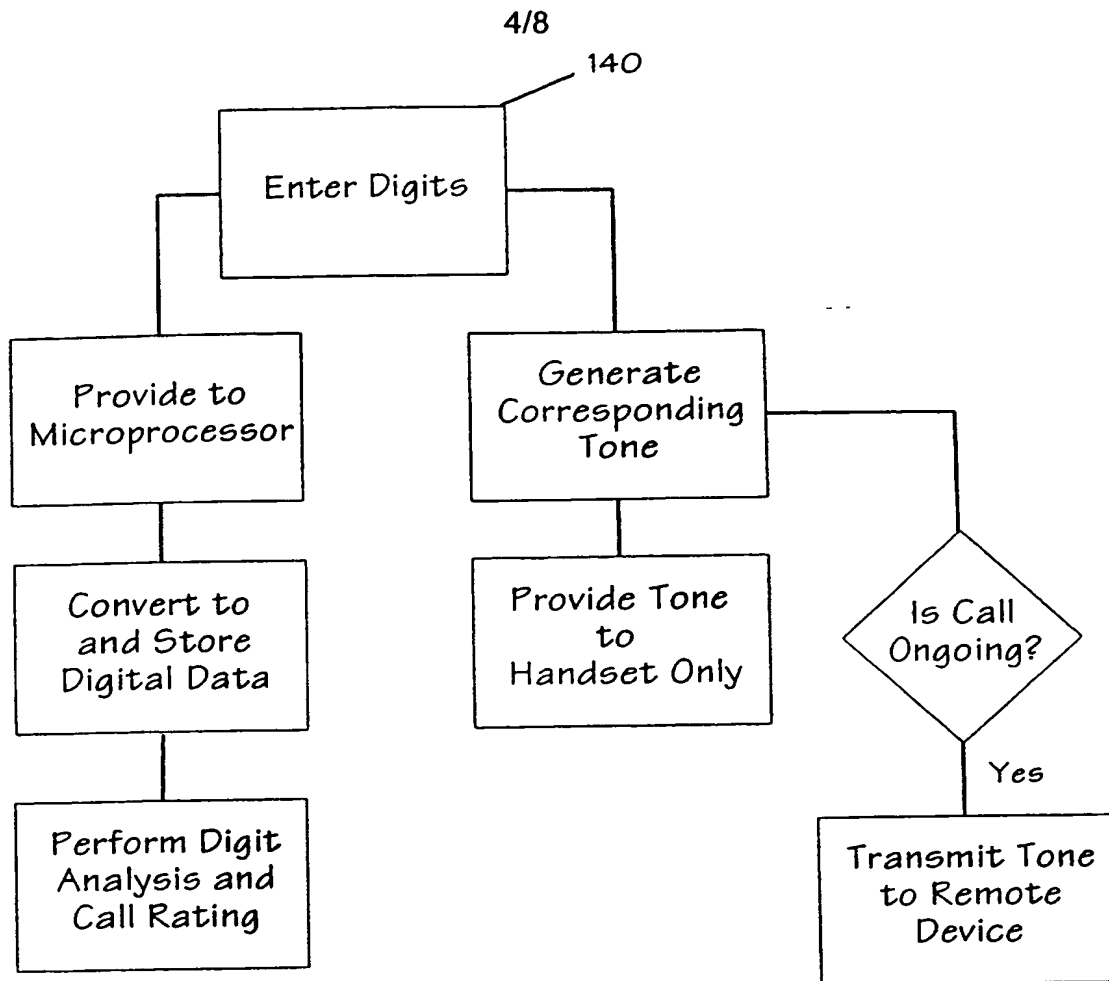 4/8
140
Enter Digits
Provide to
Microprocessor
Generate
Corresponding
Tone
Convert to
and Store
Digital Data
Provide Tone
to
Handset Only
Is Call
Ongoing?
Yes
Perform Digit
Analysis and
Call Rating
Transmit Tone
to Remote
Device